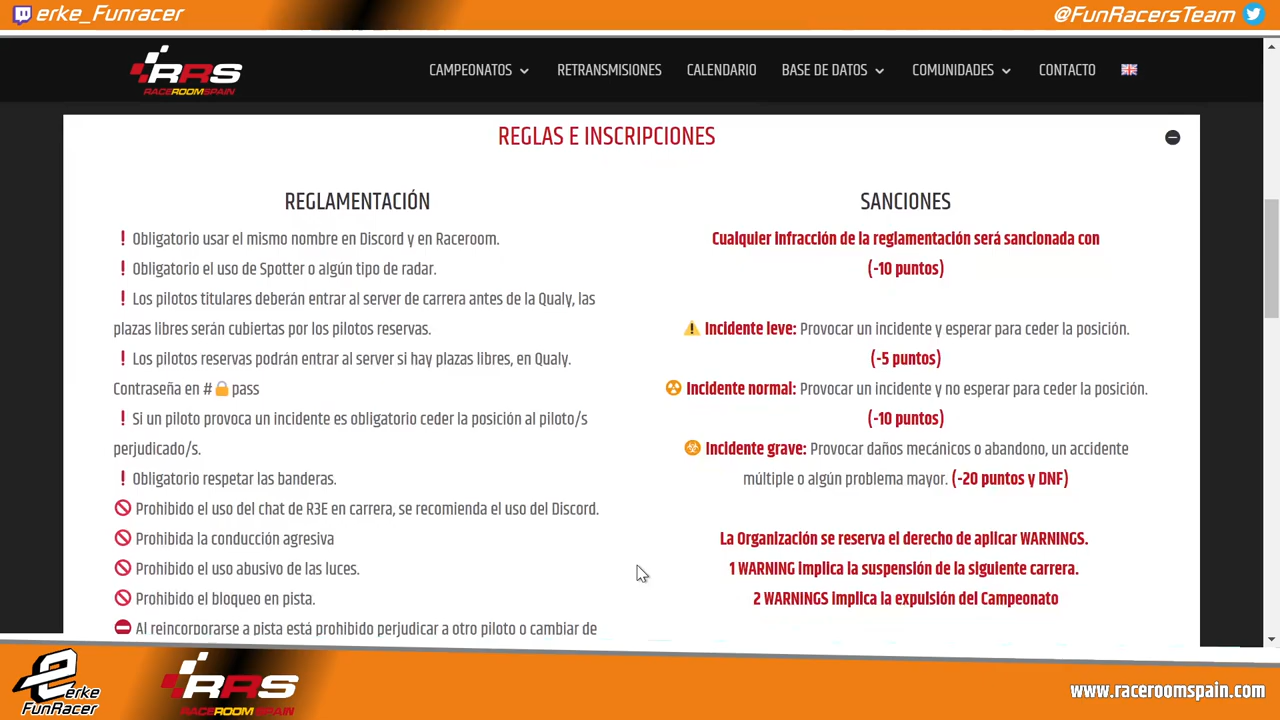 erke_Funracer
@FunRacersTeam
RRS
RACEROOMSPAIN
CAMPEONATOS
RETRANSMISIONES
CALENDARIO
BASE DE DATOS
COMUNIDADES
CONTACTO
REGLAS E INSCRIPCIONES
REGLAMENTACIÓN
❗ Obligatorio usar el mismo nombre en Discord y en Raceroom.
❗ Obligatorio el uso de Spotter o algún tipo de radar.
❗ Los pilotos titulares deberán entrar al server de carrera antes de la Qualy, las
plazas libres serán cubiertas por los pilotos reservas.
❗ Los pilotos reservas podrán entrar al server si hay plazas libres, en Qualy.
Contraseña en #🔒pass
❗ Si un piloto provoca un incidente es obligatorio ceder la posición al piloto/s
perjudicado/s.
❗ Obligatorio respetar las banderas.
🚫 Prohibido el uso del chat de R3E en carrera, se recomienda el uso del Discord.
🚫 Prohibida la conducción agresiva
🚫 Prohibido el uso abusivo de las luces.
🚫 Prohibido el bloqueo en pista.
⛔ Al reincorporarse a pista está prohibido perjudicar a otro piloto o cambiar de
SANCIONES
Cualquier infracción de la reglamentación será sancionada con
(-10 puntos)
⚠️ Incidente leve: Provocar un incidente y esperar para ceder la posición.
(-5 puntos)
☢️ Incidente normal: Provocar un incidente y no esperar para ceder la posición.
(-10 puntos)
☣️ Incidente grave: Provocar daños mecánicos o abandono, un accidente
múltiple o algún problema mayor. (-20 puntos y DNF)
La Organización se reserva el derecho de aplicar WARNINGS.
1 WARNING implica la suspensión de la siguiente carrera.
2 WARNINGS implica la expulsión del Campeonato
erke
FunRacer
RRS
RACEROOM SPAIN
www.raceroomspain.com